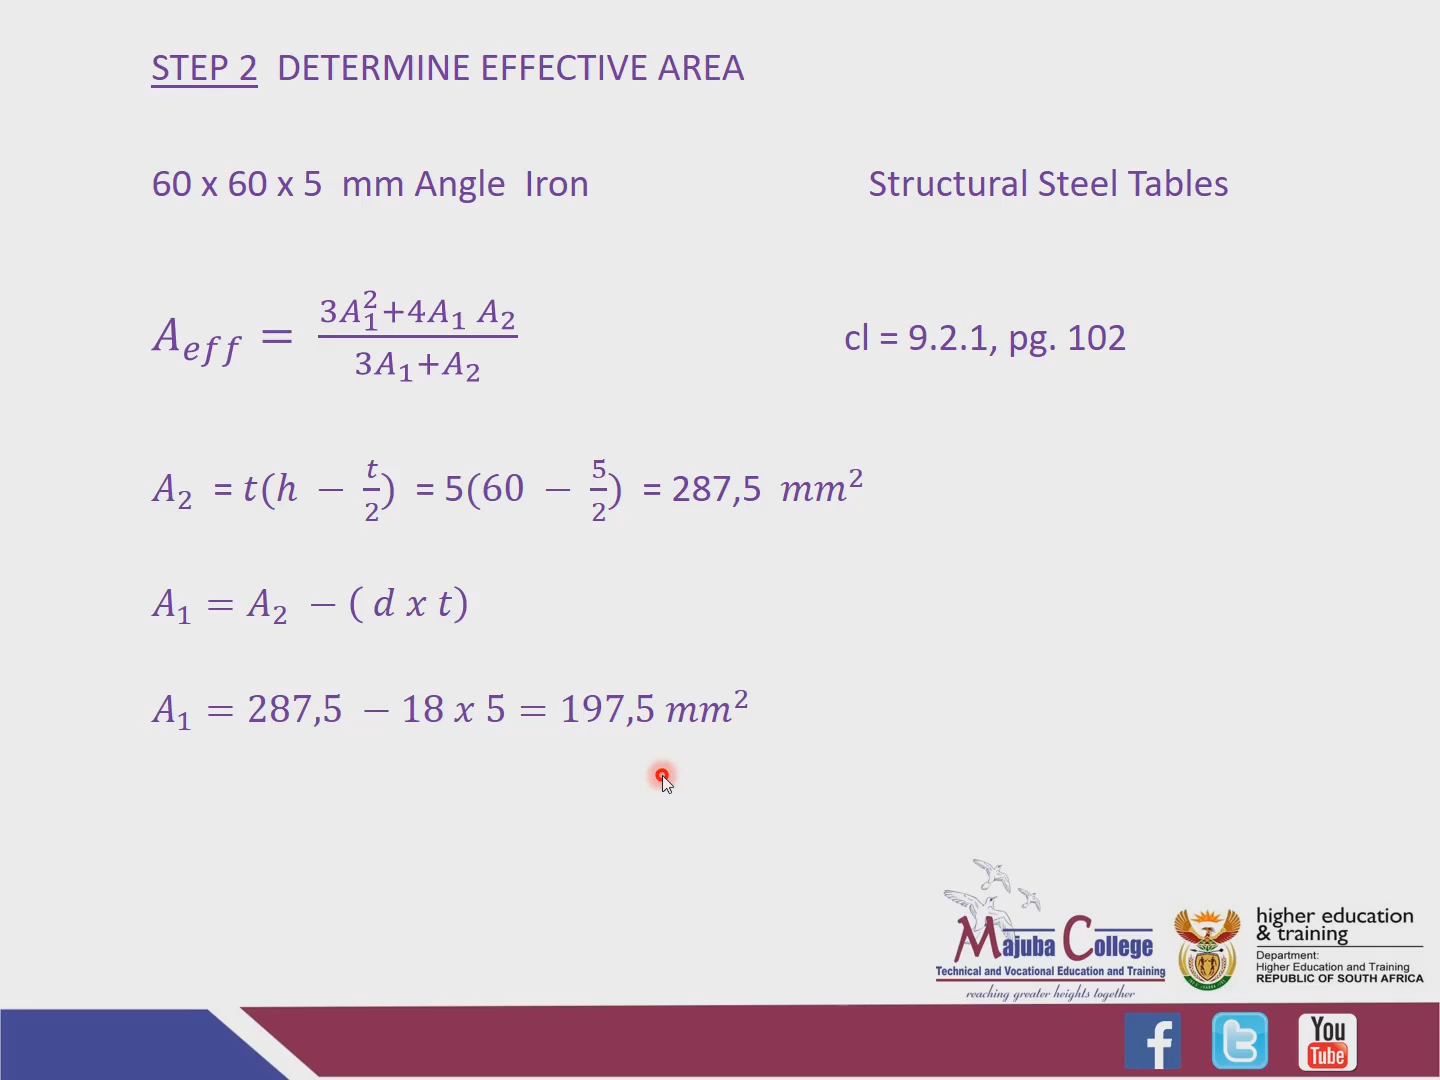 STEP 2 DETERMINE EFFECTIVE AREA
60 x 60 x 5 mm Angle Iron Structural Steel Tables
A_eff = (3A₁²+4A₁ A₂)/(3A₁+A₂) cl = 9.2.1, pg. 102
A₂ = t(h − t/2) = 5(60 − 5/2) = 287,5 mm²
A₁ = A₂ − ( d x t)
A₁ = 287,5 − 18 x 5 = 197,5 mm²
Majuba College
Technical and Vocational Education and Training
reaching greater heights together
higher education
& training
Department:
Higher Education and Training
REPUBLIC OF SOUTH AFRICA
f
t
You
Tube